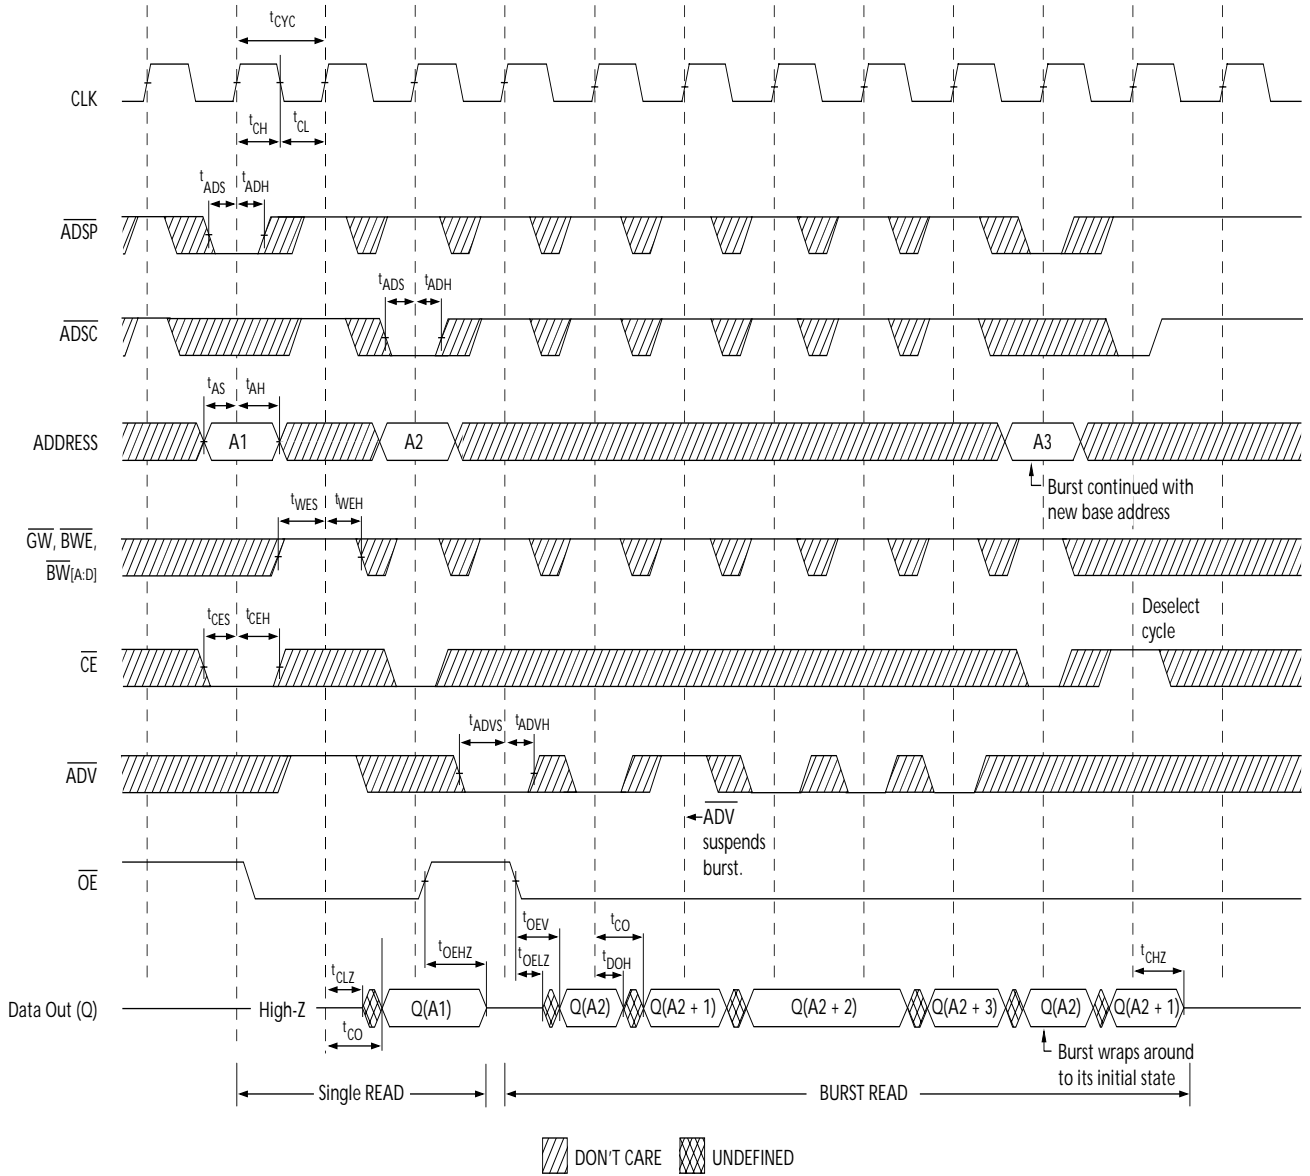 tCYC
CLK
tCH
tCL
tADS
tADH
ADSP
tADS
tADH
ADSC
tAS
tAH
ADDRESS
A1
A2
A3
Burst continued with
new base address
tWES
tWEH
GW, BWE,
BW[A:D]
Deselect
cycle
tCES
tCEH
CE
tADVS
tADVH
ADV
ADV
suspends
burst.
OE
tOEHZ
tOEV
tOELZ
tCO
tDOH
tCHZ
tCLZ
Data Out (Q)
High-Z
Q(A1)
Q(A2)
Q(A2 + 1)
Q(A2 + 2)
Q(A2 + 3)
Q(A2)
Q(A2 + 1)
tCO
Burst wraps around
to its initial state
Single READ
BURST READ
DON'T CARE
UNDEFINED